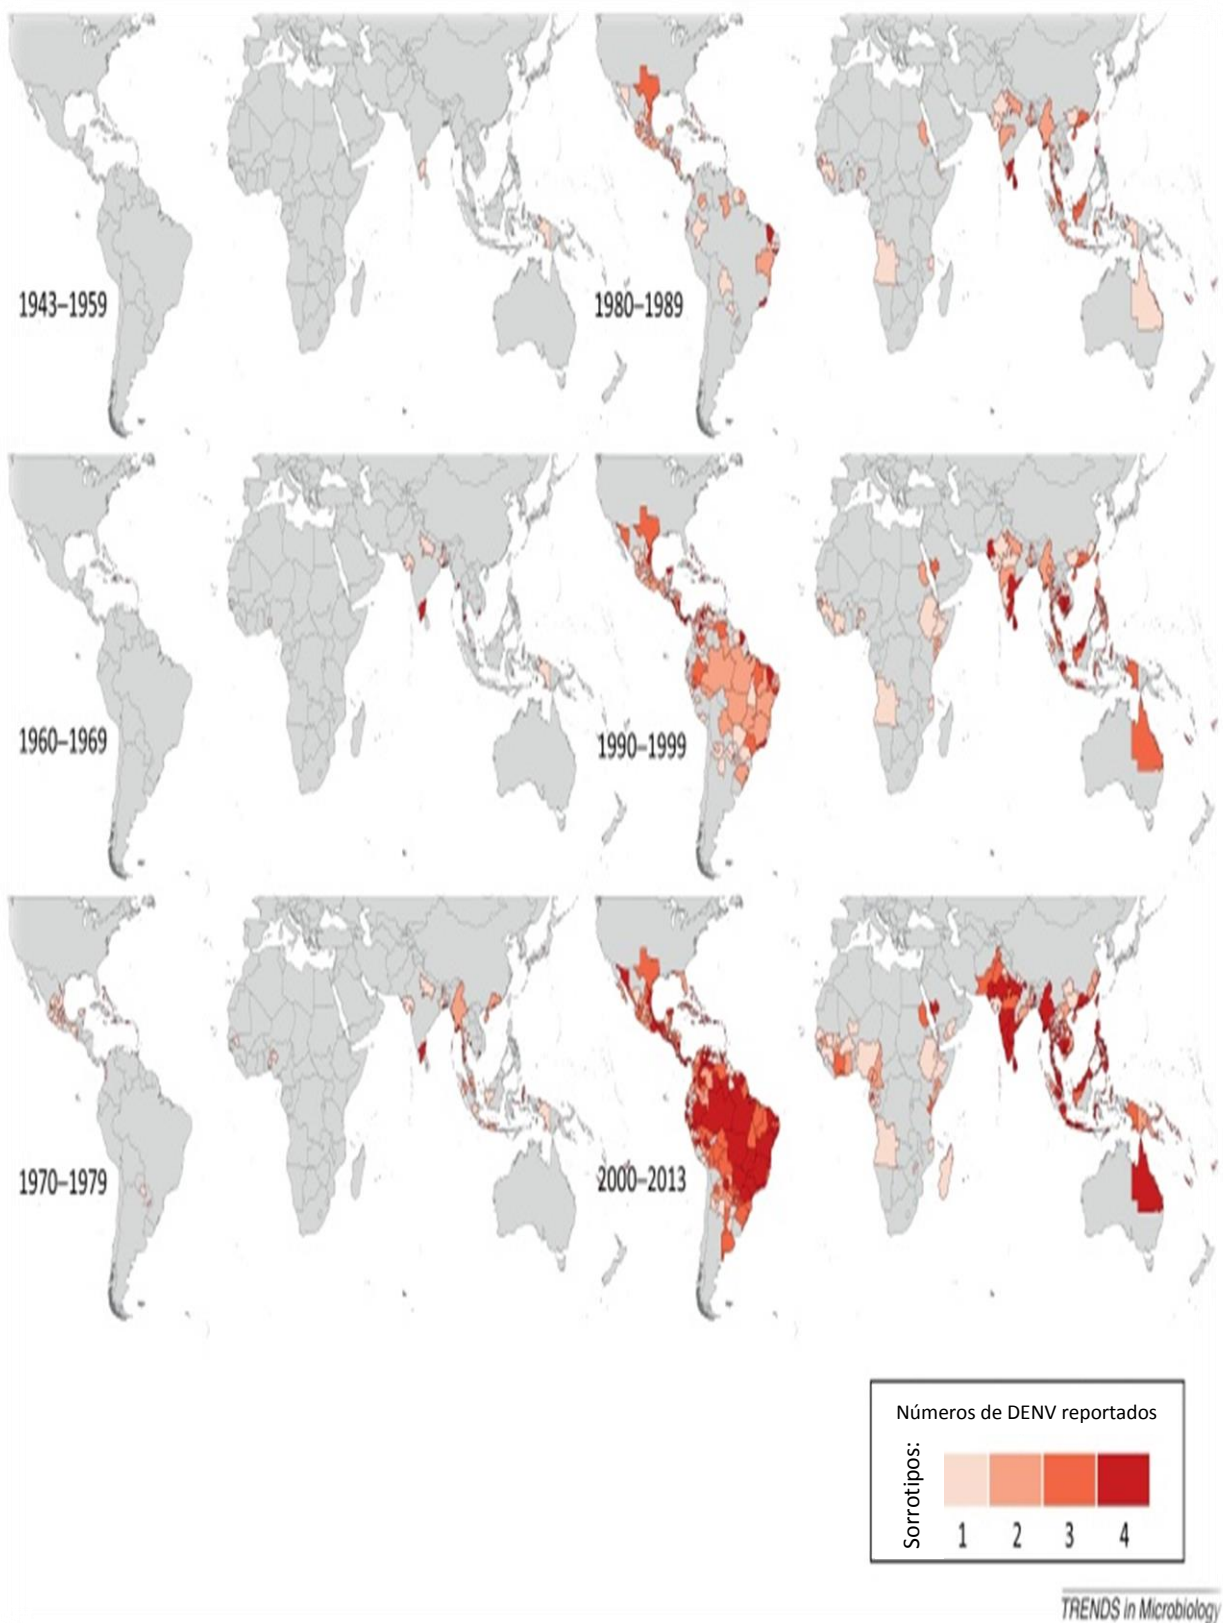 1943–1959
1980–1989
1960–1969
1990–1999
1970–1979
2000–2013
Números de DENV reportados
Sorrotipos:
1 2 3 4
TRENDS in Microbiology